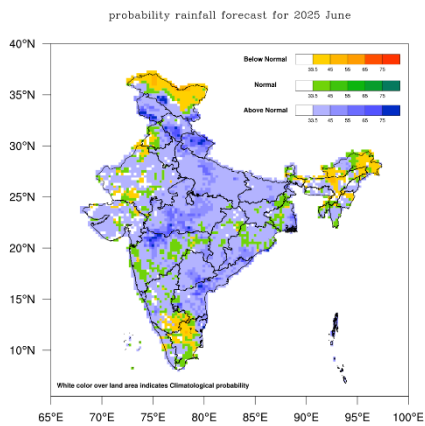 probability rainfall forecast for 2025 June
40°N
35°N
30°N
25°N
20°N
15°N
10°N
Below Normal
33.5 45 55 65 75
Normal
33.5 45 55 65 75
Above Normal
33.5 45 55 65 75
White color over land area indicates Climatological probability
65°E 70°E 75°E 80°E 85°E 90°E 95°E 100°E